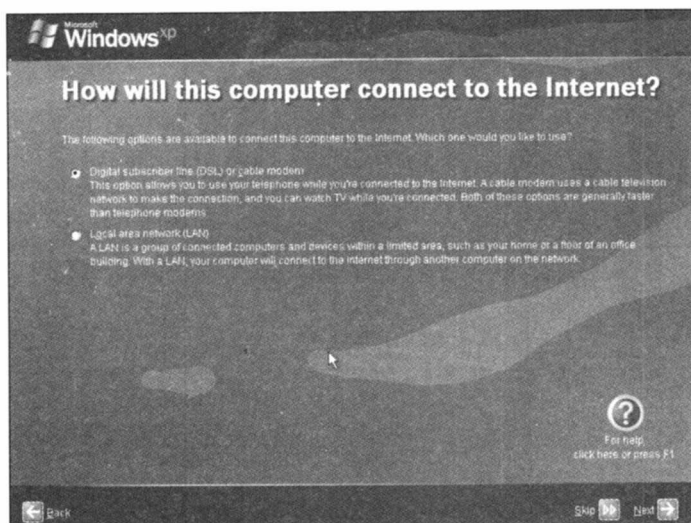 Microsoft
Windows xp
How will this computer connect to the Internet?
The following options are available to connect this computer to the Internet. Which one would you like to use?
Digital subscriber line (DSL) or cable modem
This option allows you to use your telephone while you're connected to the Internet. A cable modem uses a cable television
network to make the connection, and you can watch TV while you're connected. Both of these options are generally faster
than telephone modems.
Local area network (LAN)
A LAN is a group of connected computers and devices within a limited area, such as your home or a floor of an office
building. With a LAN, your computer will connect to the internet through another computer on the network.
For help,
click here or press F1
Back
Skip
Next